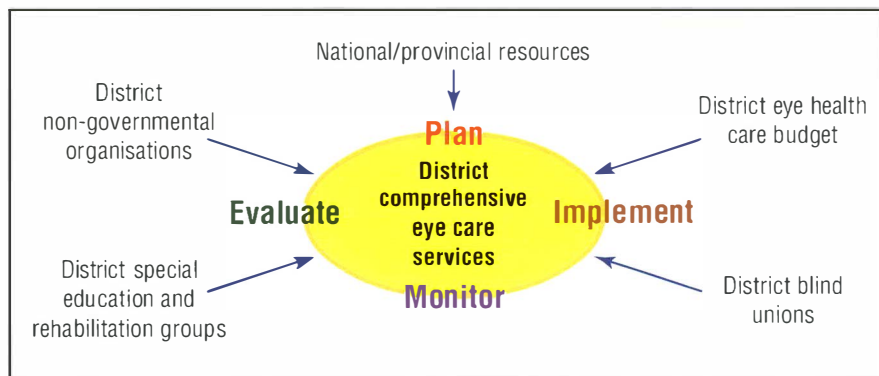 National/provincial resources
District
non-governmental
organisations
District eye health
care budget
Plan
District
comprehensive
eye care
services
Evaluate
Implement
Monitor
District special
education and
rehabilitation groups
District blind
unions